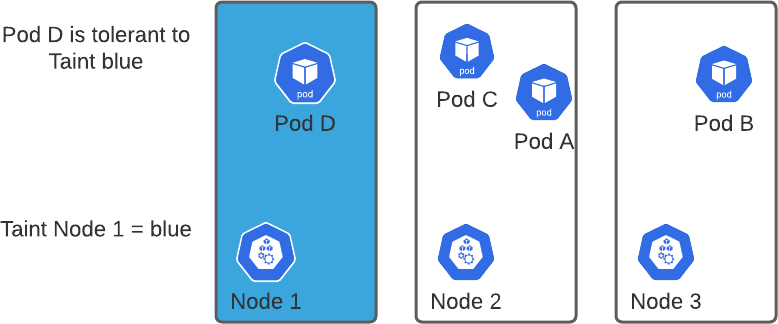 Pod D is tolerant to
Taint blue
pod
Pod D
pod
Pod C
pod
Pod A
pod
Pod B
Taint Node 1 = blue
Node 1
Node 2
Node 3